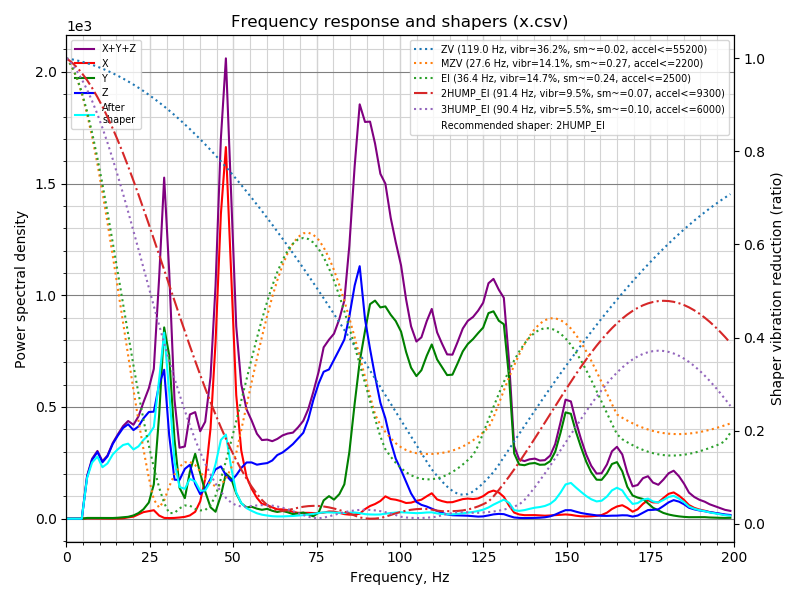 Frequency response and shapers (x.csv)
1e3
X+Y+Z
X
Y
Z
After
shaper
ZV (119.0 Hz, vibr=36.2%, sm~=0.02, accel<=55200)
MZV (27.6 Hz, vibr=14.1%, sm~=0.27, accel<=2200)
EI (36.4 Hz, vibr=14.7%, sm~=0.24, accel<=2500)
2HUMP_EI (91.4 Hz, vibr=9.5%, sm~=0.07, accel<=9300)
3HUMP_EI (90.4 Hz, vibr=5.5%, sm~=0.10, accel<=6000)
Recommended shaper: 2HUMP_EI
Power spectral density
2.0
1.5
1.0
0.5
0.0
1.0
0.8
0.6
0.4
0.2
0.0
Shaper vibration reduction (ratio)
0 25 50 75 100 125 150 175 200
Frequency, Hz